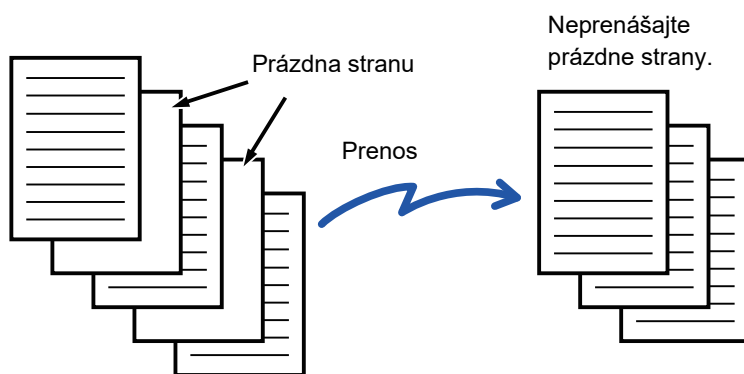 Prázdna stranu
Prenos
Neprenášajte
prázdne strany.